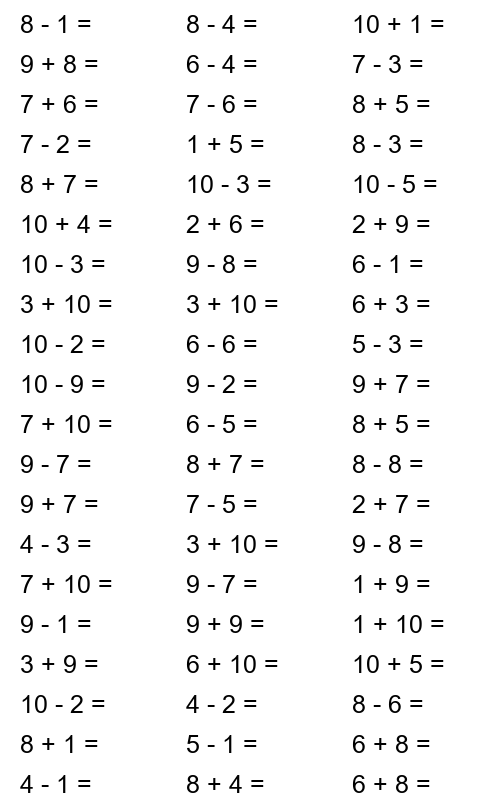 8 - 1 = 8 - 4 = 10 + 1 =
9 + 8 = 6 - 4 = 7 - 3 =
7 + 6 = 7 - 6 = 8 + 5 =
7 - 2 = 1 + 5 = 8 - 3 =
8 + 7 = 10 - 3 = 10 - 5 =
10 + 4 = 2 + 6 = 2 + 9 =
10 - 3 = 9 - 8 = 6 - 1 =
3 + 10 = 3 + 10 = 6 + 3 =
10 - 2 = 6 - 6 = 5 - 3 =
10 - 9 = 9 - 2 = 9 + 7 =
7 + 10 = 6 - 5 = 8 + 5 =
9 - 7 = 8 + 7 = 8 - 8 =
9 + 7 = 7 - 5 = 2 + 7 =
4 - 3 = 3 + 10 = 9 - 8 =
7 + 10 = 9 - 7 = 1 + 9 =
9 - 1 = 9 + 9 = 1 + 10 =
3 + 9 = 6 + 10 = 10 + 5 =
10 - 2 = 4 - 2 = 8 - 6 =
8 + 1 = 5 - 1 = 6 + 8 =
4 - 1 = 8 + 4 = 6 + 8 =